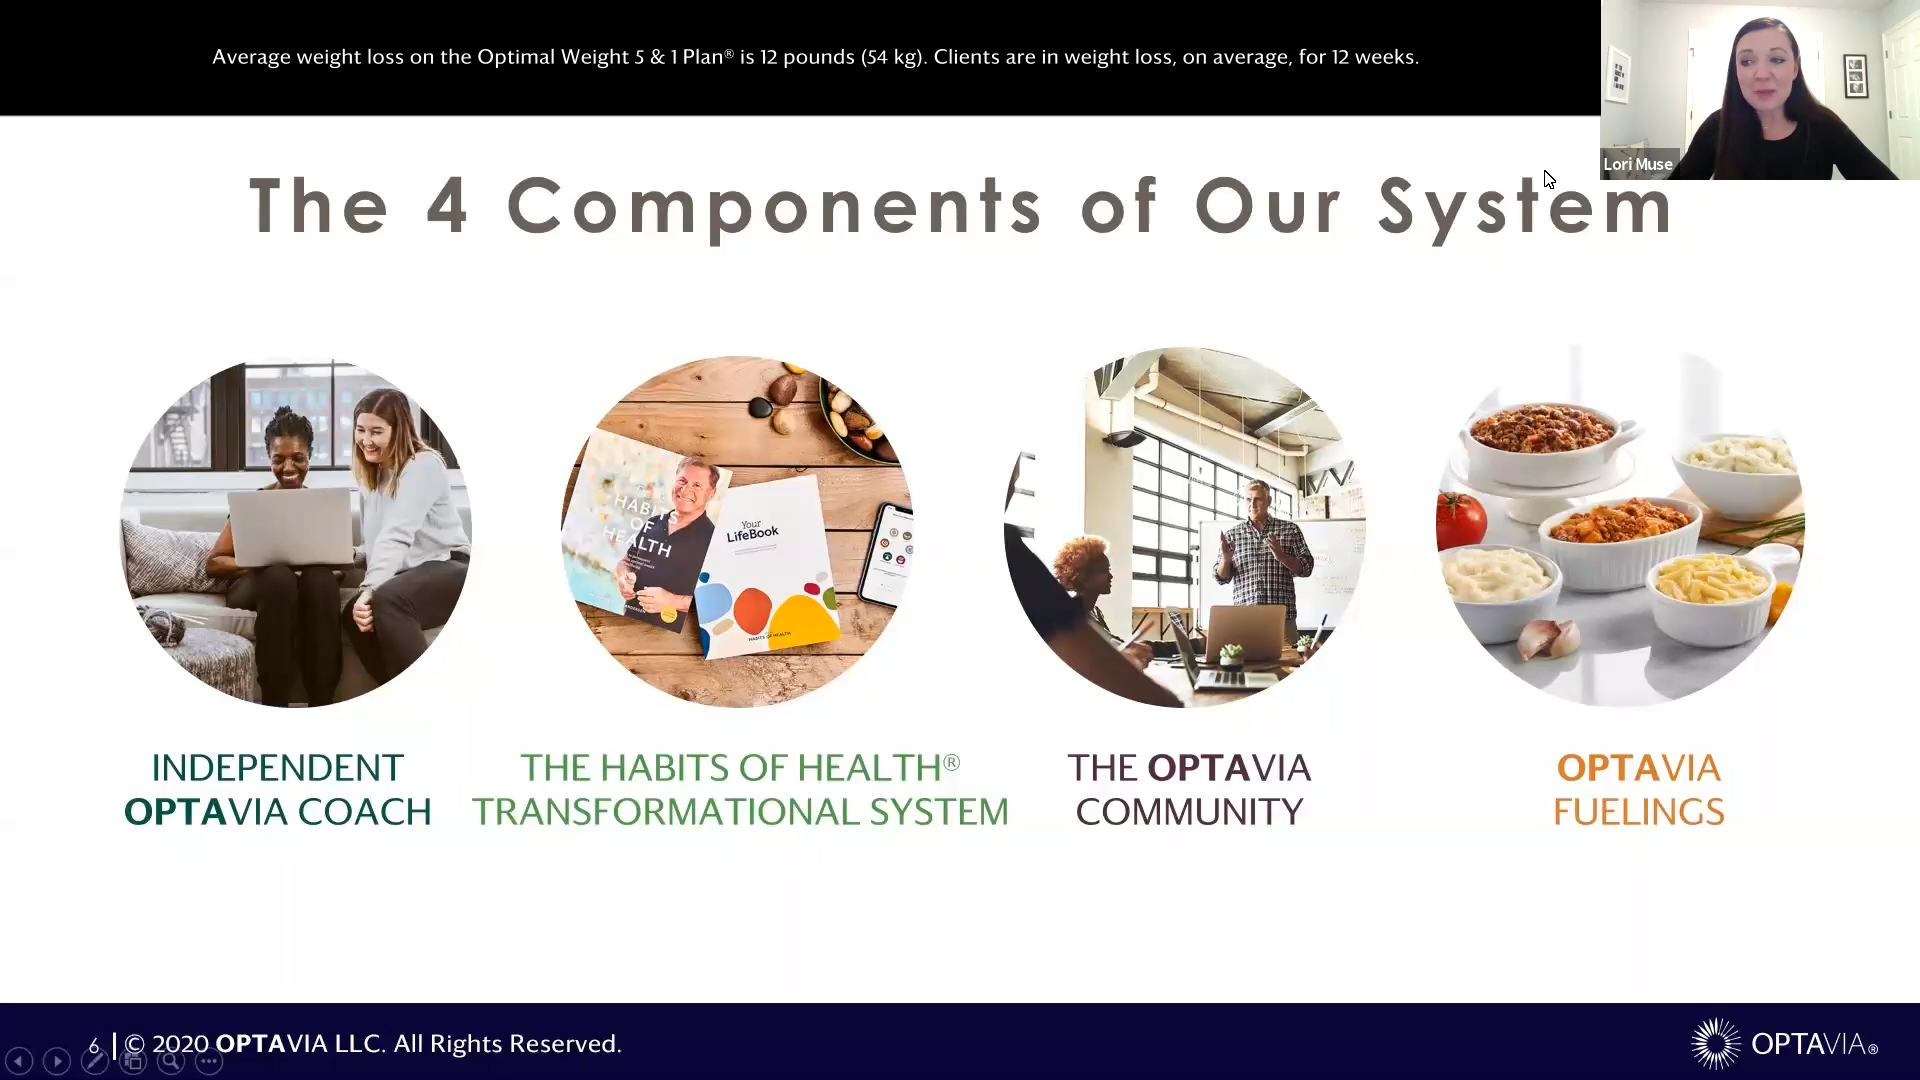 Average weight loss on the Optimal Weight 5 & 1 Plan® is 12 pounds (54 kg). Clients are in weight loss, on average, for 12 weeks.
Lori Muse
The 4 Components of Our System
HABITS
OF
HEALTH
Your
LifeBook
HABITS OF HEALTH
INDEPENDENT
OPTAVIA COACH
THE HABITS OF HEALTH®
TRANSFORMATIONAL SYSTEM
THE OPTAVIA
COMMUNITY
OPTAVIA
FUELINGS
6 | © 2020 OPTAVIA LLC. All Rights Reserved.
OPTAVIA®